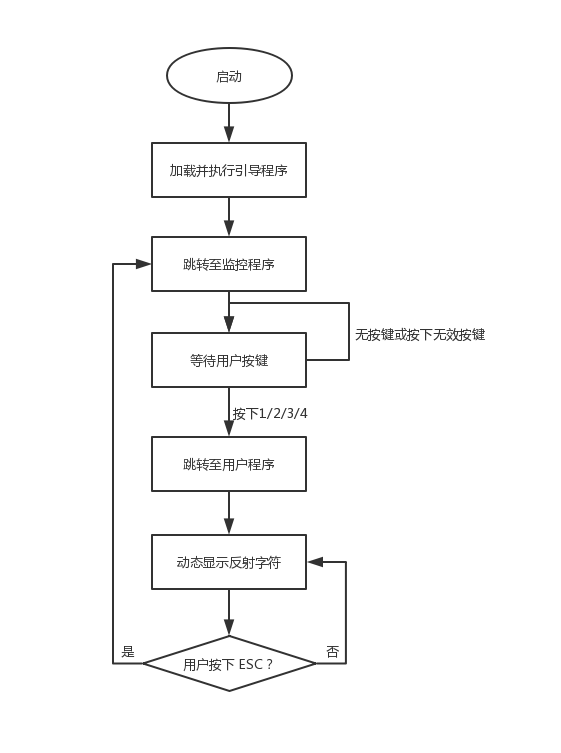 启动
加载并执行引导程序
跳转至监控程序
无按键或按下无效按键
等待用户按键
按下1/2/3/4
跳转至用户程序
动态显示反射字符
是
否
用户按下 ESC？